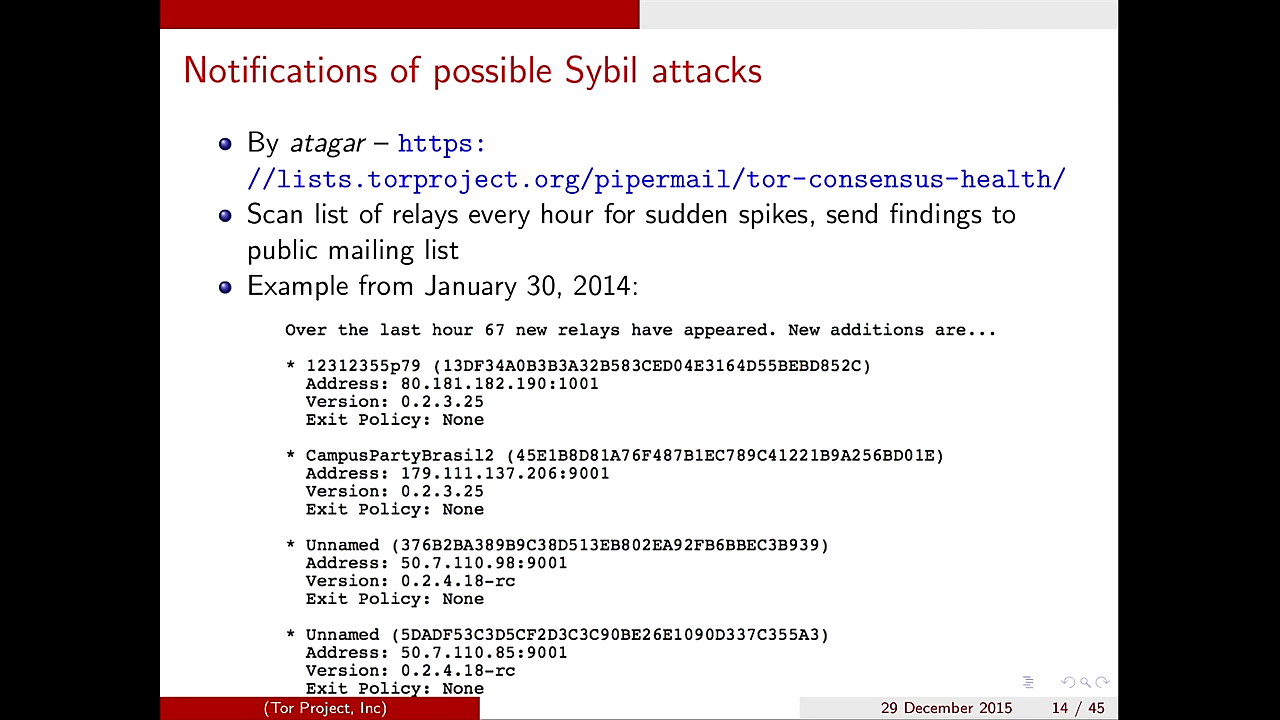 Notifications of possible Sybil attacks
By atagar – https:
//lists.torproject.org/pipermail/tor-consensus-health/
Scan list of relays every hour for sudden spikes, send findings to
public mailing list
Example from January 30, 2014:
Over the last hour 67 new relays have appeared. New additions are...
* 12312355p79 (13DF34A0B3B3A32B583CED04E3164D55BEBD852C)
Address: 80.181.182.190:1001
Version: 0.2.3.25
Exit Policy: None
* CampusPartyBrasil2 (45E1B8D81A76F487B1EC789C41221B9A256BD01E)
Address: 179.111.137.206:9001
Version: 0.2.3.25
Exit Policy: None
* Unnamed (376B2BA389B9C38D513EB802EA92FB6BBEC3B939)
Address: 50.7.110.98:9001
Version: 0.2.4.18-rc
Exit Policy: None
* Unnamed (5DADF53C3D5CF2D3C3C90BE26E1090D337C355A3)
Address: 50.7.110.85:9001
Version: 0.2.4.18-rc
Exit Policy: None
(Tor Project, Inc) 29 December 2015 14 / 45